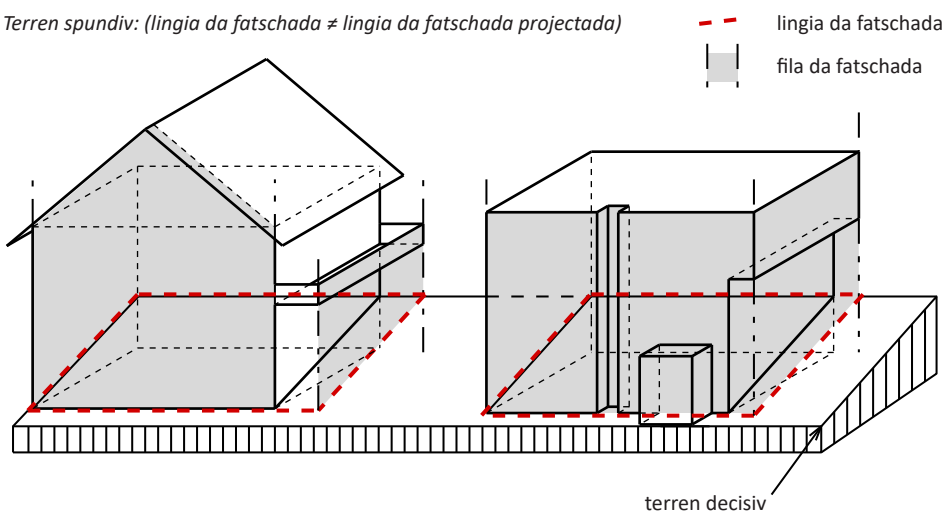 Terren spundiv: (lingia da fatschada ≠ lingia da fatschada projectada)
lingia da fatschada
fila da fatschada
terren decisiv